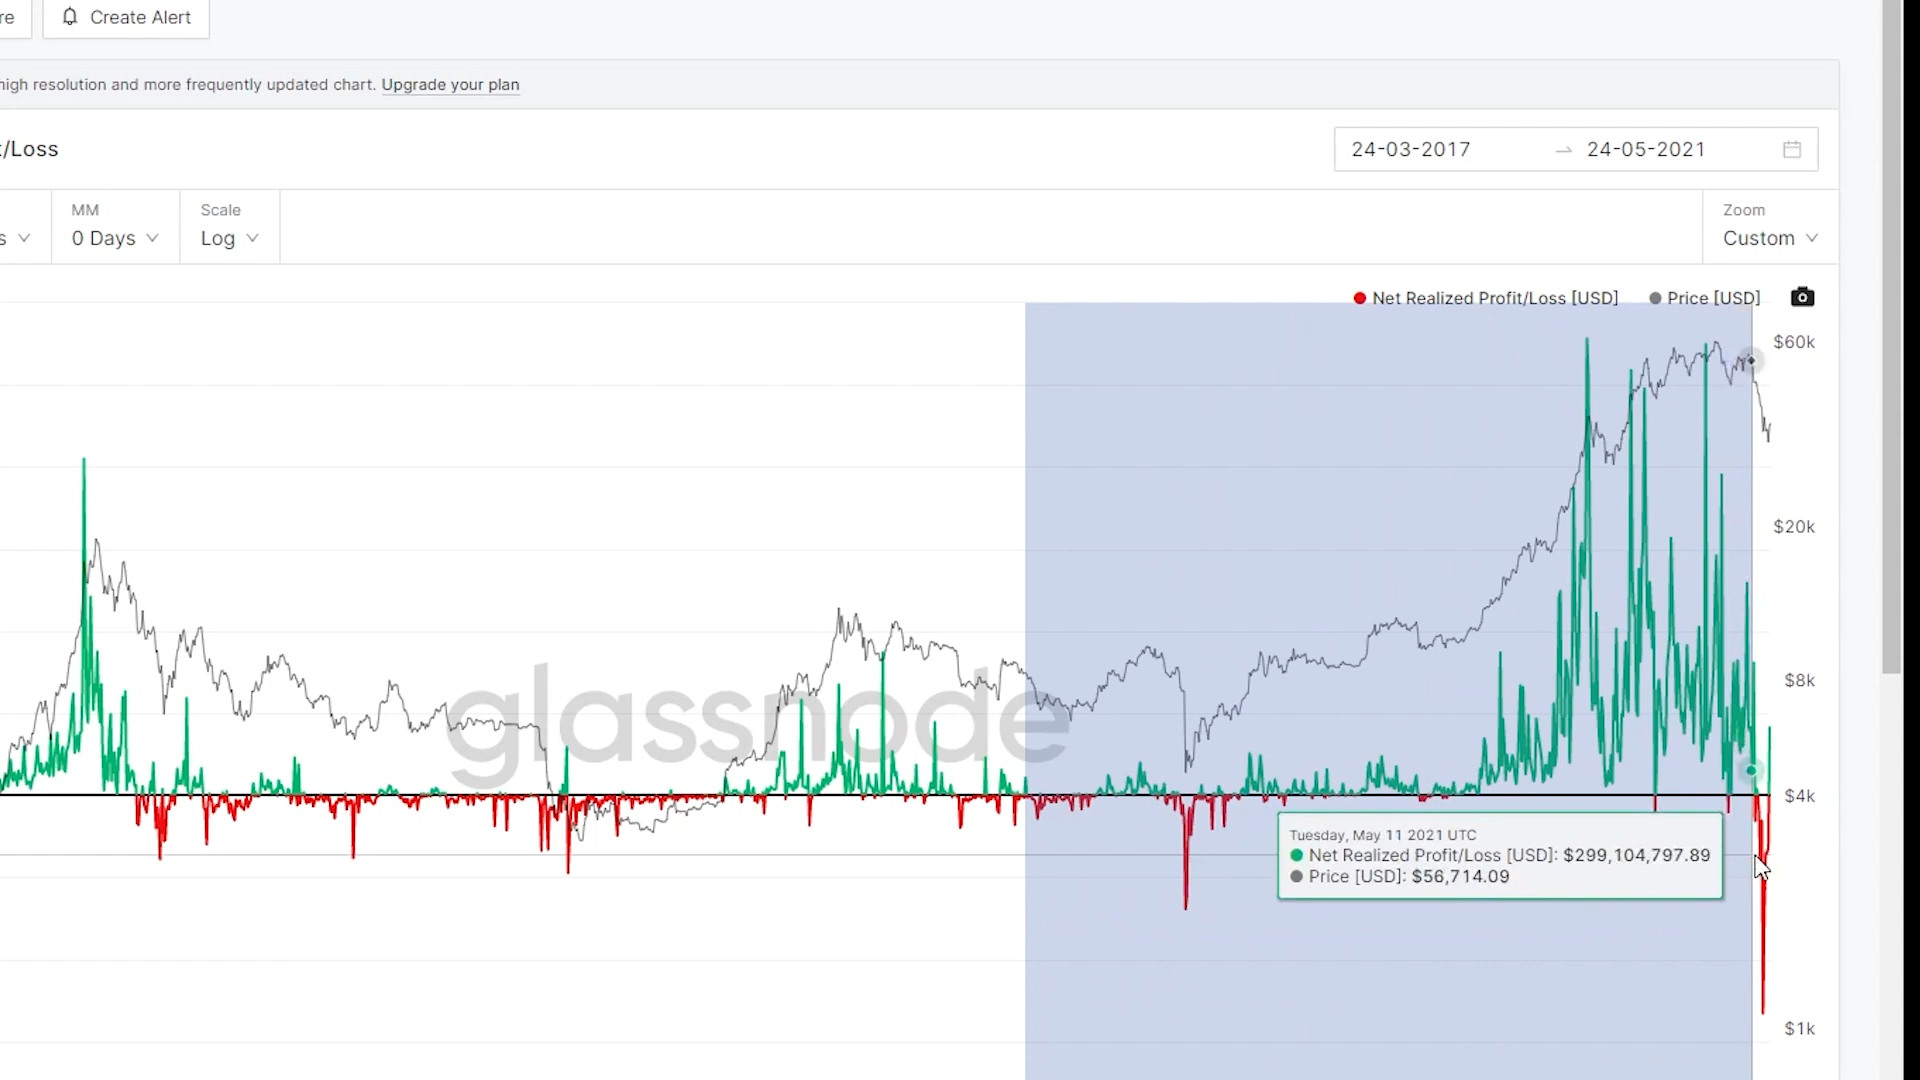 re
Create Alert
high resolution and more frequently updated chart. Upgrade your plan
/Loss
24-03-2017 → 24-05-2021
MM
Scale
Zoom
s
0 Days
Log
Custom
Net Realized Profit/Loss [USD]
Price [USD]
$60k
$20k
$8k
glassnode
$4k
Tuesday, May 11 2021 UTC
Net Realized Profit/Loss [USD]: $299,104,797.89
Price [USD]: $56,714.09
$1k